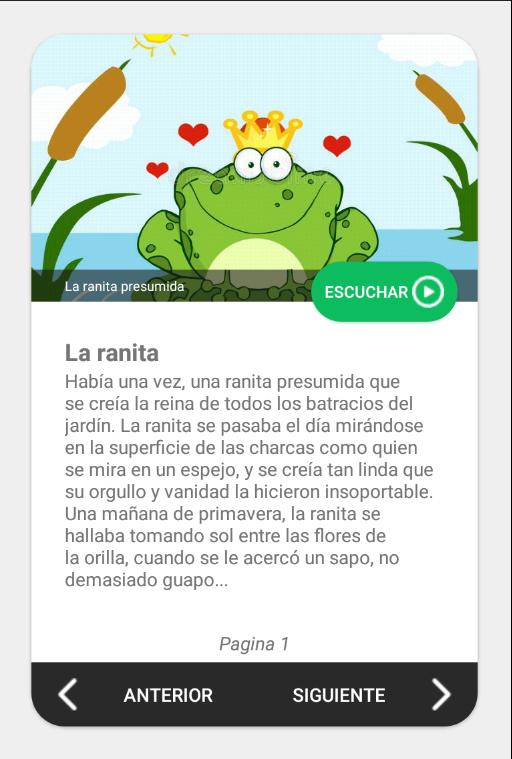 La ranita presumida
ESCUCHAR
La ranita
Había una vez, una ranita presumida que
se creía la reina de todos los batracios del
jardín. La ranita se pasaba el día mirándose
en la superficie de las charcas como quien
se mira en un espejo, y se creía tan linda que
su orgullo y vanidad la hicieron insoportable.
Una mañana de primavera, la ranita se
hallaba tomando sol entre las flores de
la orilla, cuando se le acercó un sapo, no
demasiado guapo...
Pagina 1
ANTERIOR
SIGUIENTE